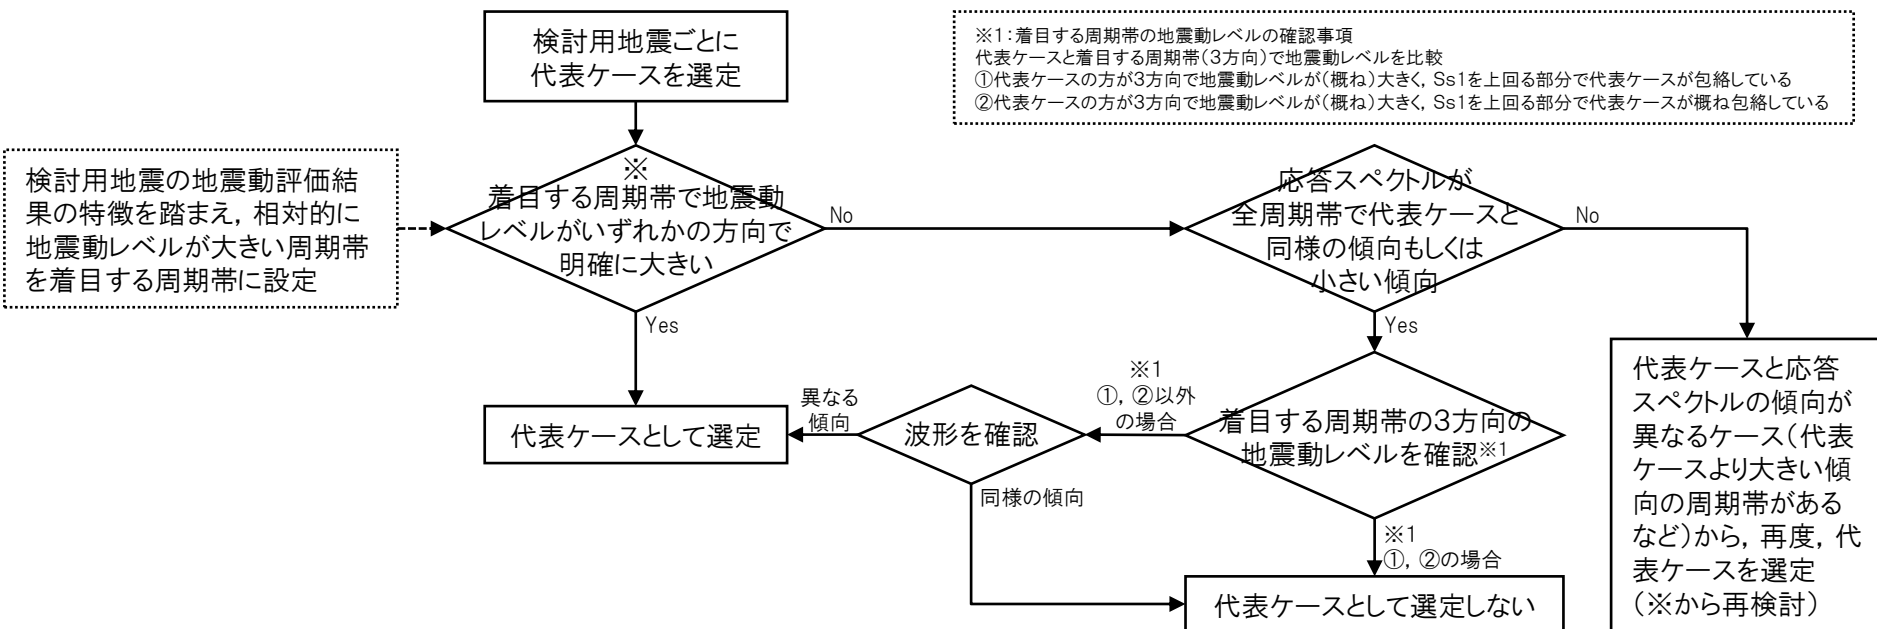 検討用地震ごとに
代表ケースを選定
※1:着目する周期帯の地震動レベルの確認事項
代表ケースと着目する周期帯(3方向)で地震動レベルを比較
①代表ケースの方が3方向で地震動レベルが(概ね)大きく, Ss1を上回る部分で代表ケースが包絡している
②代表ケースの方が3方向で地震動レベルが(概ね)大きく, Ss1を上回る部分で代表ケースが概ね包絡している
検討用地震の地震動評価結
果の特徴を踏まえ, 相対的に
地震動レベルが大きい周期帯
を着目する周期帯に設定
※
着目する周期帯で地震動
レベルがいずれかの方向で
明確に大きい
No
Yes
応答スペクトルが
全周期帯で代表ケースと
同様の傾向もしくは
小さい傾向
No
Yes
代表ケースとして選定
異なる
傾向
波形を確認
同様の傾向
※1
①, ②以外
の場合
着目する周期帯の3方向の
地震動レベルを確認※1
※1
①, ②の場合
代表ケースとして選定しない
代表ケースと応答
スペクトルの傾向が
異なるケース(代表
ケースより大きい傾
向の周期帯がある
など)から, 再度, 代
表ケースを選定
(※から再検討)